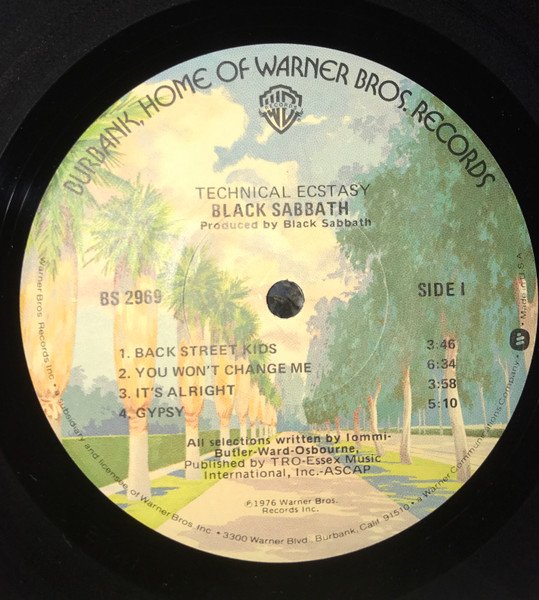 BURBANK, HOME OF WARNER BROS. RECORDS
RECORDS
TECHNICAL ECSTASY
BLACK SABBATH
Produced by Black Sabbath
BS 2969
SIDE 1
1. BACK STREET KIDS 3:46
2. YOU WON'T CHANGE ME 6:34
3. IT'S ALRIGHT 3:58
4. GYPSY 5:10
All selections written by Iommi-
Butler-Ward-Osbourne,
Published by TRO-Essex Music
International, Inc.-ASCAP
℗1976 Warner Bros.
Records Inc.
Warner Bros. Records Inc. • a subsidiary and licensee of Warner Bros. Inc. • 3300 Warner Blvd., Burbank, Calif. 91510 • a Warner Communications Company • Made in U.S.A.